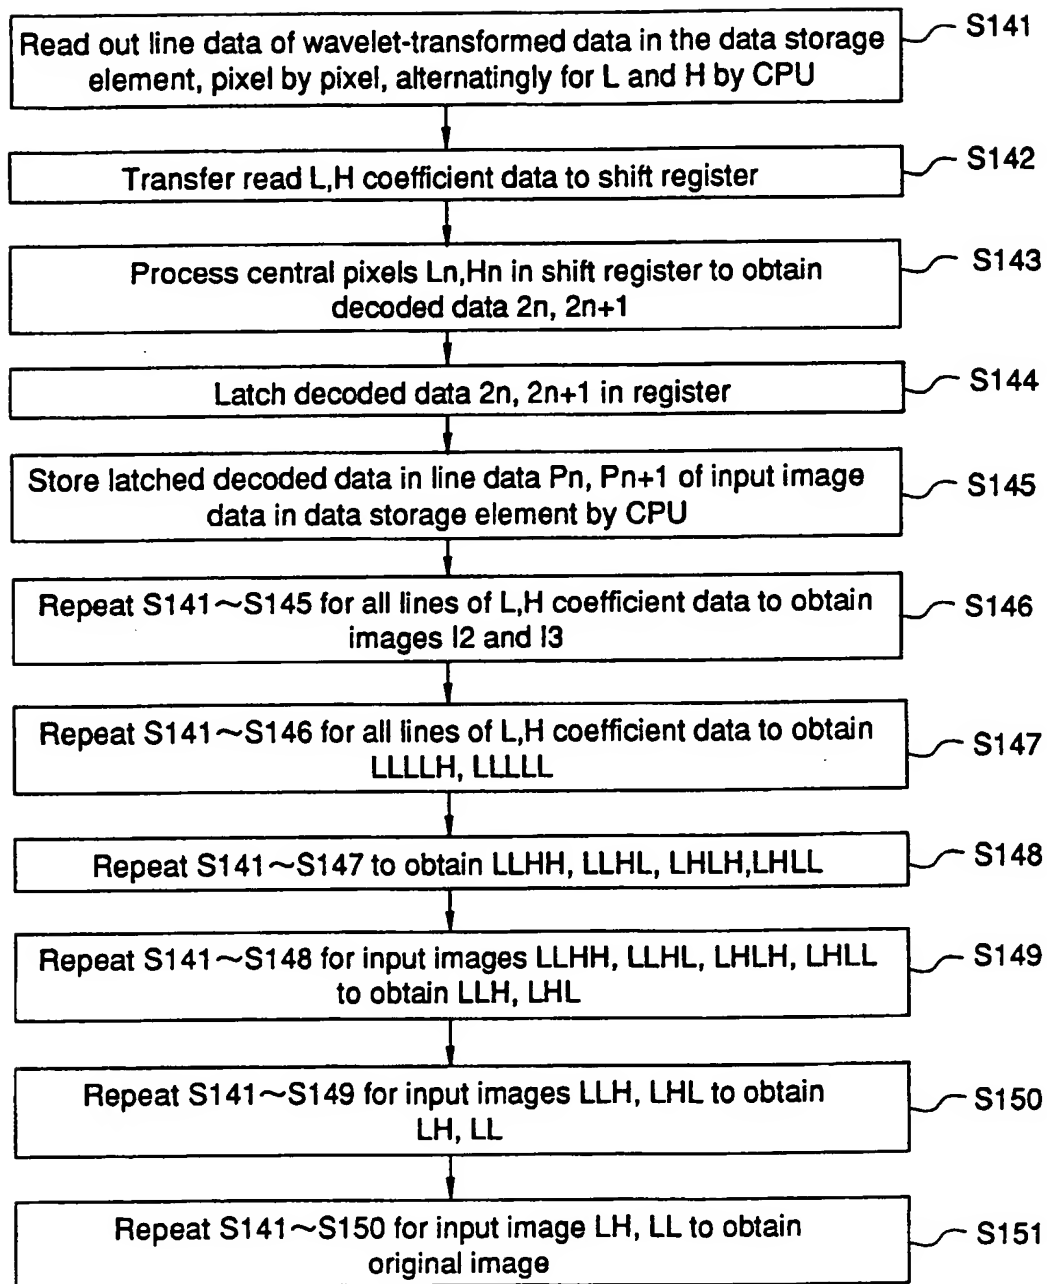 Read out line data of wavelet-transformed data in the data storage
element, pixel by pixel, alternatingly for L and H by CPU
S141
Transfer read L,H coefficient data to shift register
S142
Process central pixels Ln,Hn in shift register to obtain
decoded data 2n, 2n+1
S143
Latch decoded data 2n, 2n+1 in register
S144
Store latched decoded data in line data Pn, Pn+1 of input image
data in data storage element by CPU
S145
Repeat S141~S145 for all lines of L,H coefficient data to obtain
images I2 and I3
S146
Repeat S141~S146 for all lines of L,H coefficient data to obtain
LLLLH, LLLLL
S147
Repeat S141~S147 to obtain LLHH, LLHL, LHLH,LHLL
S148
Repeat S141~S148 for input images LLHH, LLHL, LHLH, LHLL
to obtain LLH, LHL
S149
Repeat S141~S149 for input images LLH, LHL to obtain
LH, LL
S150
Repeat S141~S150 for input image LH, LL to obtain
original image
S151